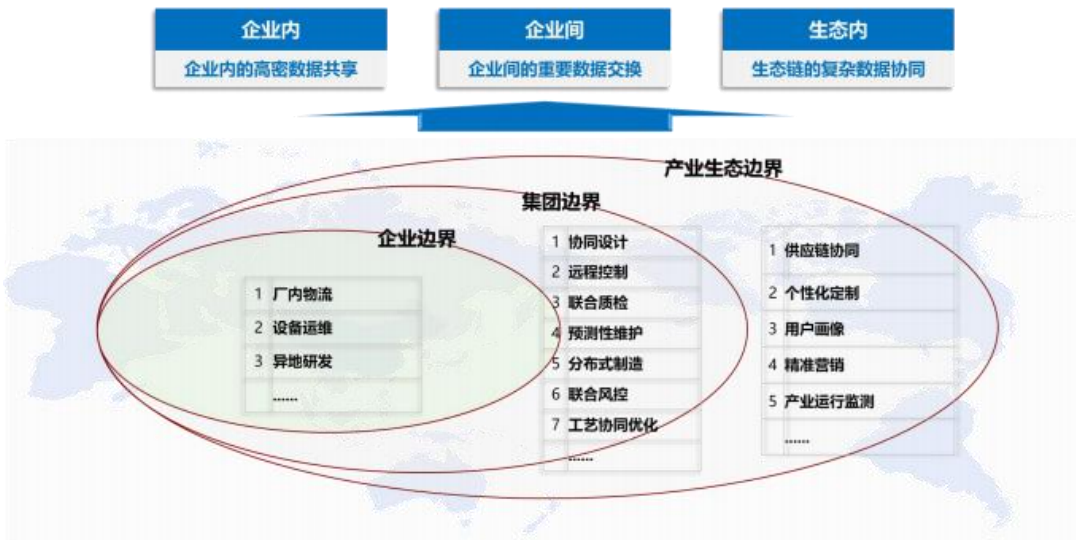 企业内
企业内的高密数据共享
企业间
企业间的重要数据交换
生态内
生态链的复杂数据协同
产业生态边界
集团边界
企业边界
1 厂内物流
2 设备运维
3 异地研发
......
1 协同设计
2 远程控制
3 联合质检
4 预测性维护
5 分布式制造
6 联合风控
7 工艺协同优化
......
1 供应链协同
2 个性化定制
3 用户画像
4 精准营销
5 产业运行监测
......